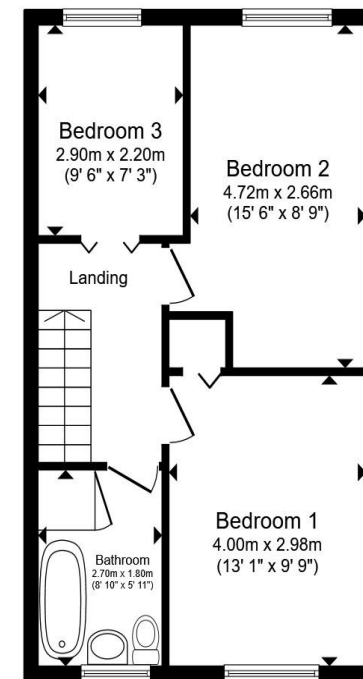 Bedroom 3
2.90m x 2.20m
(9' 6" x 7' 3")
Bedroom 2
4.72m x 2.66m
(15' 6" x 8' 9")
Landing
Bedroom 1
4.00m x 2.98m
(13' 1" x 9' 9")
Bathroom
2.70m x 1.80m
(8' 10" x 5' 11")